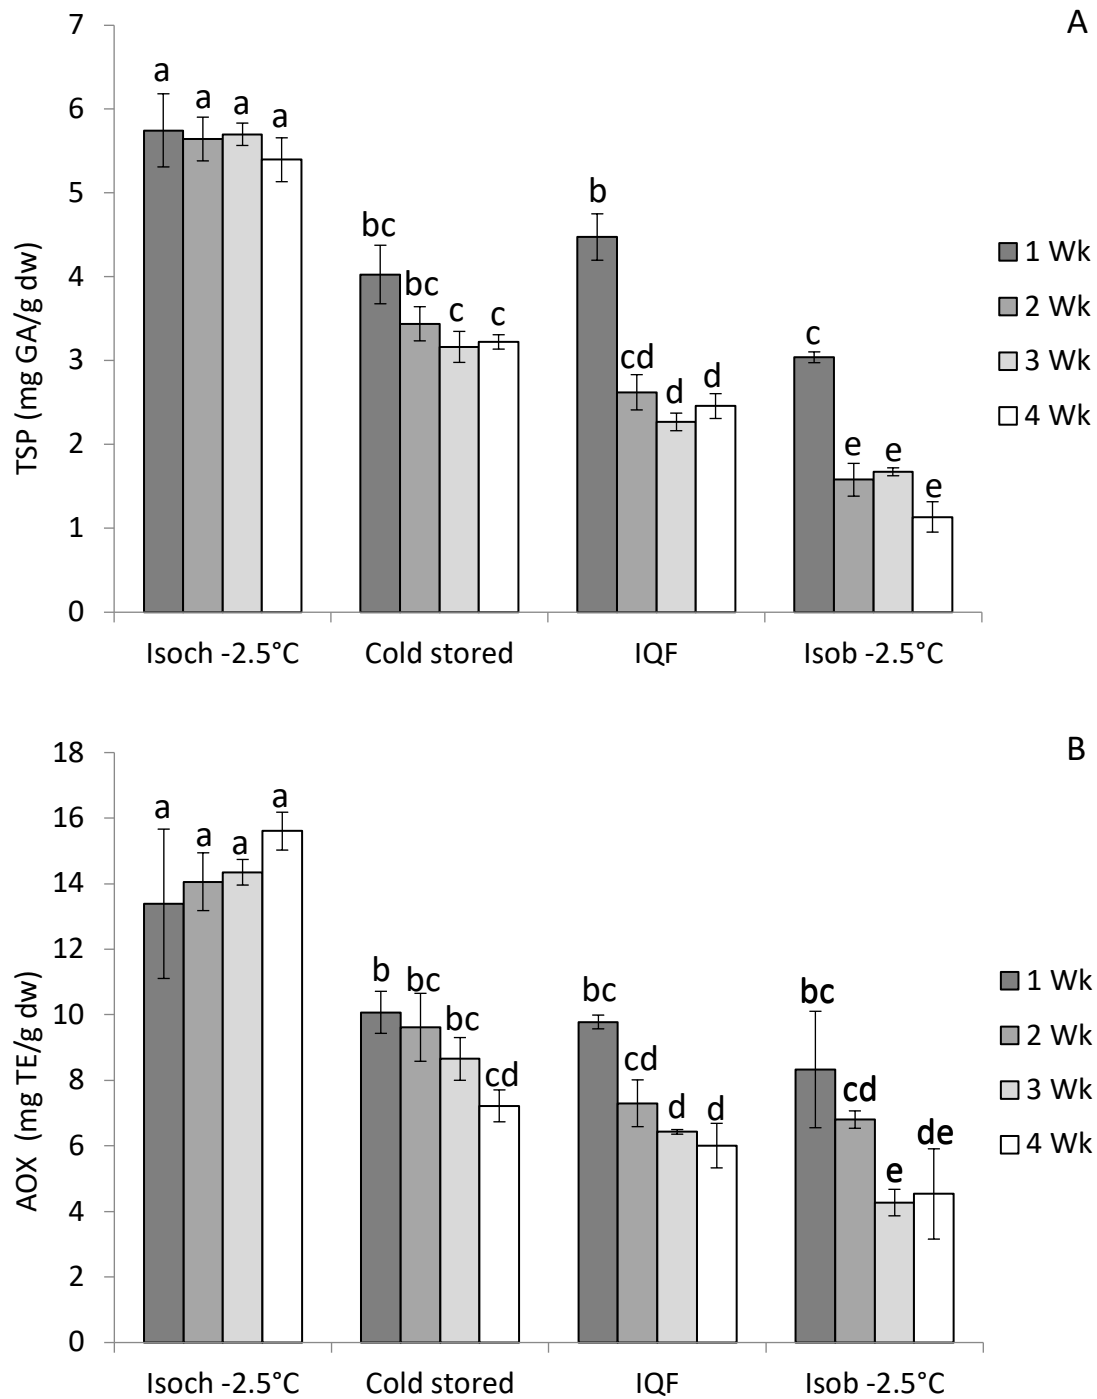 A
7
6
5
4
3
2
1
0
TSP (mg GA/g dw)
a a a a
bc bc c c
b cd d d
c e e e
1 Wk
2 Wk
3 Wk
4 Wk
Isoch -2.5°C Cold stored IQF Isob -2.5°C
B
18
16
14
12
10
8
6
4
2
0
AOX (mg TE/g dw)
a a a a
b bc bc cd
bc cd d d
bc cd e de
1 Wk
2 Wk
3 Wk
4 Wk
Isoch -2.5°C Cold stored IQF Isob -2.5°C